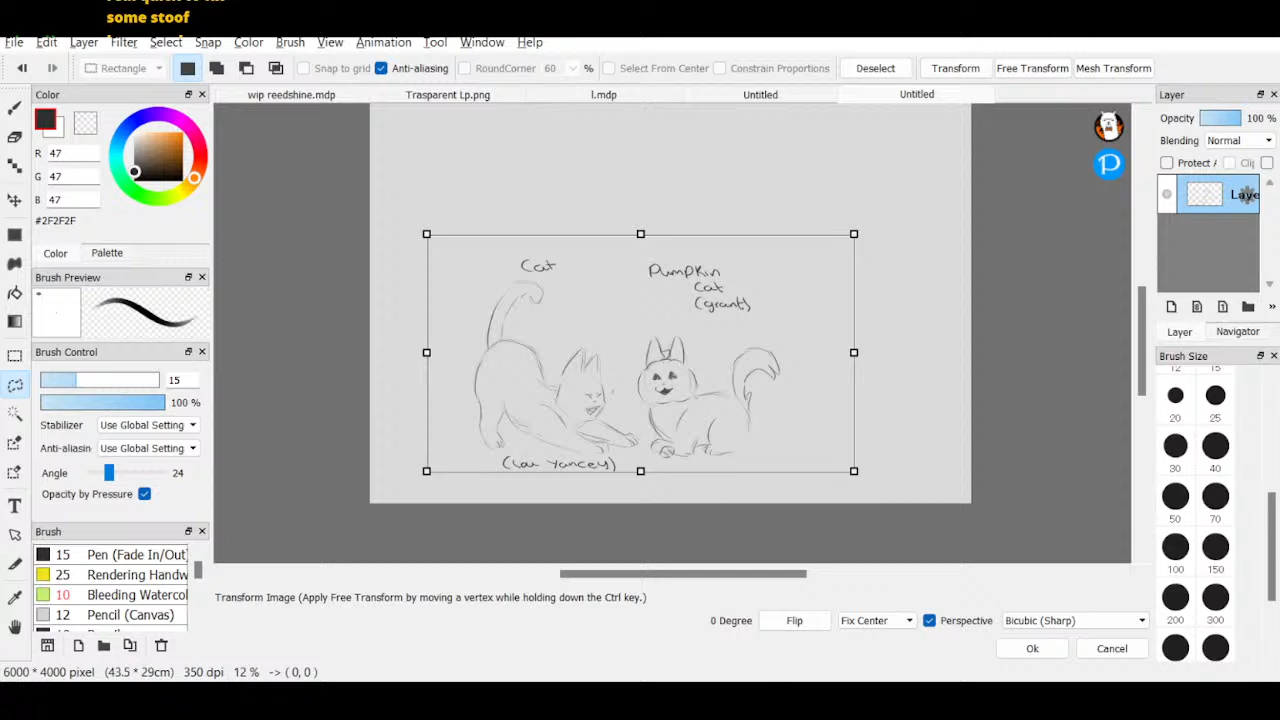 some stoof
File Edit Layer Filter Select Snap Color Brush View Animation Tool Window Help
Rectangle Snap to grid Anti-aliasing RoundCorner 60 % Select From Center Constrain Proportions Deselect Transform Free Transform Mesh Transform
Color
wip reedshine.mdp Trasparent Lp.png l.mdp Untitled Untitled
Layer
R 47
G 47
B 47
#2F2F2F
Opacity 100 %
Blending Normal
Protect
Color Palette
Brush Preview
Cat
Pumpkin
Cat
(grant)
Layer Navigator
Brush Control
15
100 %
Stabilizer Use Global Setting
Anti-aliasin Use Global Setting
Angle 24
Opacity by Pressure
(Lou Yancey)
Brush
15 Pen (Fade In/Out)
25 Rendering Handw
10 Bleeding Watercol
12 Pencil (Canvas)
Brush Size
12 15
20 25
30 40
50 70
100 150
200 300
Transform Image (Apply Free Transform by moving a vertex while holding down the Ctrl key.)
0 Degree Flip Fix Center Perspective Bicubic (Sharp)
Ok Cancel
6000 * 4000 pixel (43.5 * 29cm) 350 dpi 12 % -> ( 0, 0 )